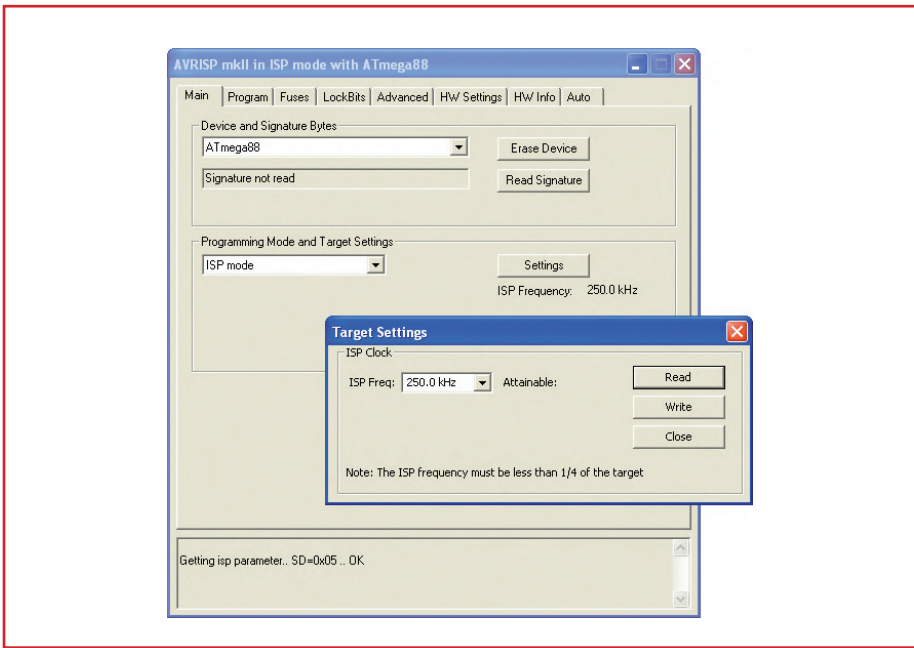 AVRISP mkII in ISP mode with ATmega88
Main Program Fuses LockBits Advanced HW Settings HW Info Auto
Device and Signature Bytes
ATmega88 Erase Device
Signature not read Read Signature
Programming Mode and Target Settings
ISP mode Settings
ISP Frequency: 250.0 kHz
Target Settings
ISP Clock
ISP Freq: 250.0 kHz Attainable: Read
Write
Close
Note: The ISP frequency must be less than 1/4 of the target
Getting isp parameter.. SD=0x05 .. OK